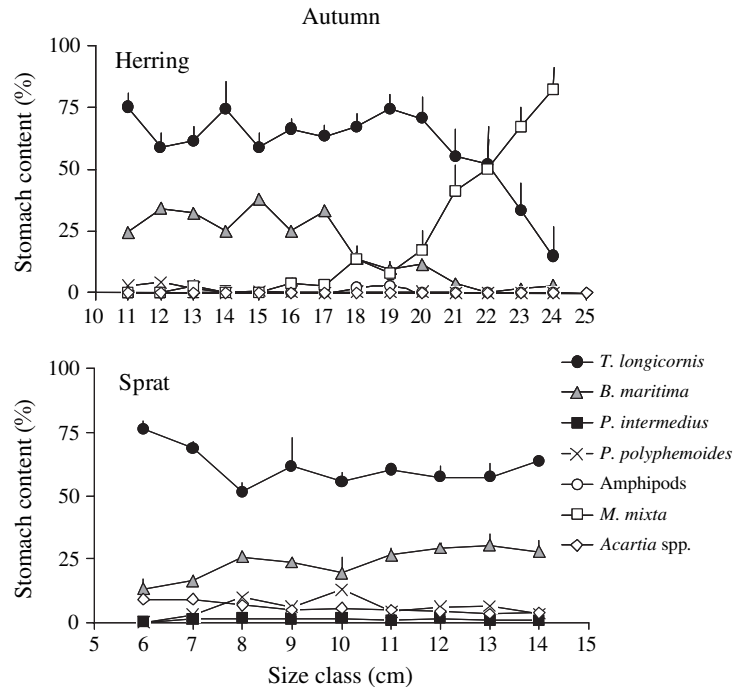 Autumn
Herring
Stomach content (%)
100
75
50
25
0
10 11 12 13 14 15 16 17 18 19 20 21 22 23 24 25
Sprat
Stomach content (%)
100
75
50
25
0
5 6 7 8 9 10 11 12 13 14 15
Size class (cm)
T. longicornis
B. maritima
P. intermedius
P. polyphemoides
Amphipods
M. mixta
Acartia spp.